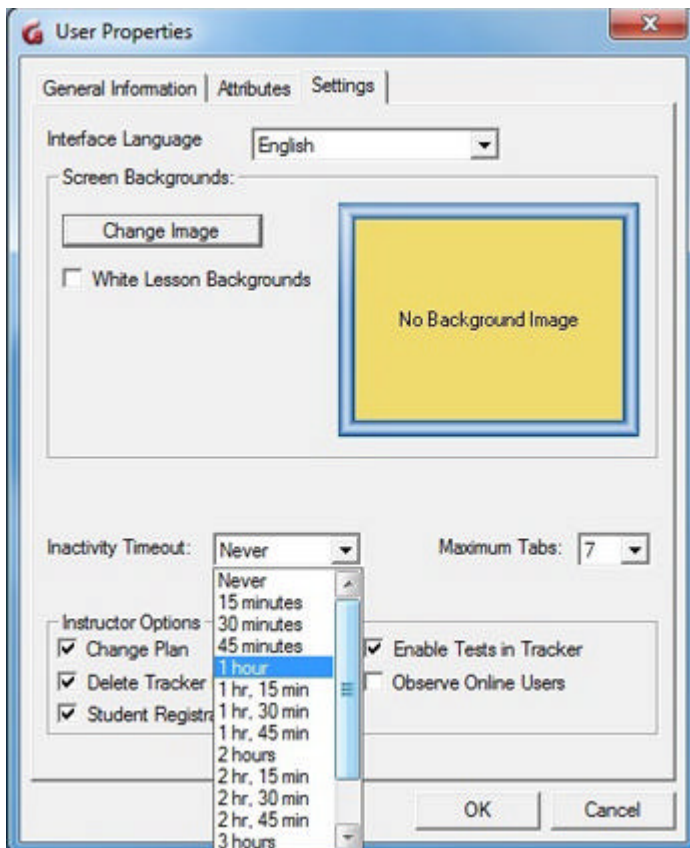 User Properties
General Information
Attributes
Settings
Interface Language
English
Screen Backgrounds:
Change Image
White Lesson Backgrounds
No Background Image
Inactivity Timeout:
Never
Maximum Tabs:
7
Never
15 minutes
30 minutes
45 minutes
1 hour
1 hr, 15 min
1 hr, 30 min
1 hr, 45 min
2 hours
2 hr, 15 min
2 hr, 30 min
2 hr, 45 min
3 hours
Instructor Options
Change Plan
Enable Tests in Tracker
Delete Tracker
Observe Online Users
Student Registra
OK
Cancel